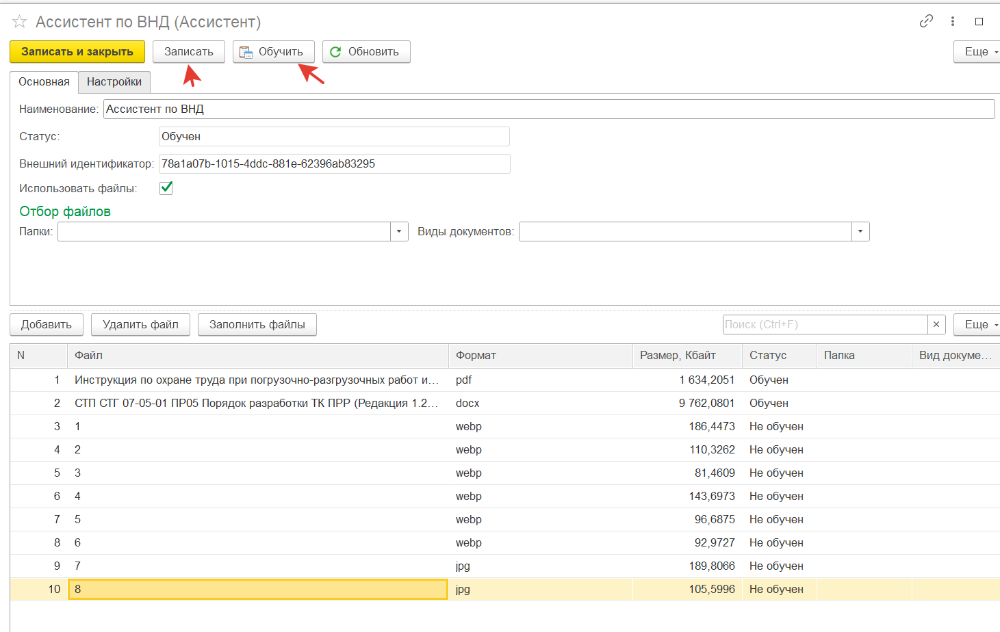 Ассистент по ВНД (Ассистент)
Записать и закрыть Записать Обучить Обновить Еще
Основная Настройки
Наименование: Ассистент по ВНД
Статус: Обучен
Внешний идентификатор: 78a1a07b-1015-4ddc-881e-62396ab83295
Использовать файлы:
Отбор файлов
Папки: Виды документов:
Добавить Удалить файл Заполнить файлы Поиск (Ctrl+F) × Еще
N Файл Формат Размер, Кбайт Статус Папка Вид докуме...
1 Инструкция по охране труда при погрузочно-разгрузочных работ и... pdf 1 634,2051 Обучен
2 СТП СТГ 07-05-01 ПР05 Порядок разработки ТК ПРР (Редакция 1.2... docx 9 762,0801 Обучен
3 1 webp 186,4473 Не обучен
4 2 webp 110,3262 Не обучен
5 3 webp 81,4609 Не обучен
6 4 webp 143,6973 Не обучен
7 5 webp 96,6875 Не обучен
8 6 webp 92,9727 Не обучен
9 7 jpg 189,8066 Не обучен
10 8 jpg 105,5996 Не обучен